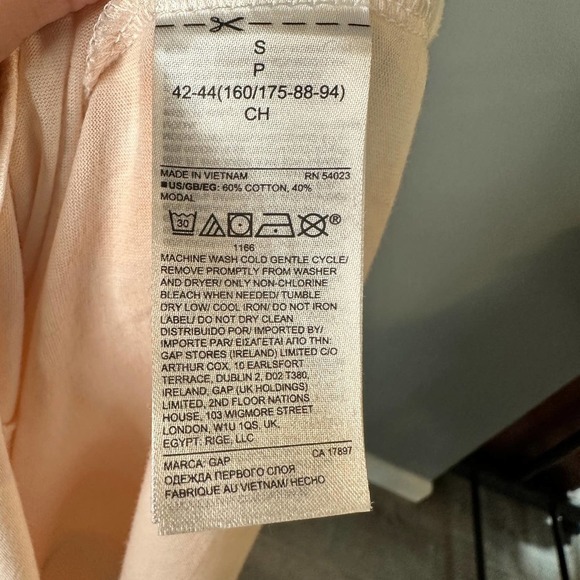 S
P
42-44(160/175-88-94)
CH
MADE IN VIETNAM RN 54023
■US/GB/EG: 60% COTTON, 40%
MODAL
30 ®
1166
MACHINE WASH COLD GENTLE CYCLE/
REMOVE PROMPTLY FROM WASHER
AND DRYER/ ONLY NON-CHLORINE
BLEACH WHEN NEEDED/ TUMBLE
DRY LOW/ COOL IRON/ DO NOT IRON
LABEL/ DO NOT DRY CLEAN
DISTRIBUIDO POR/ IMPORTED BY/
IMPORTE PAR/ ΕΙΣΑΓΕΤΑΙ ΑΠΟ ΤΗΝ:
GAP STORES (IRELAND) LIMITED C/O
ARTHUR COX, 10 EARLSFORT
TERRACE, DUBLIN 2, D02 T380,
IRELAND, GAP (UK HOLDINGS)
LIMITED, 2ND FLOOR NATIONS
HOUSE, 103 WIGMORE STREET
LONDON, W1U 1QS, UK.
EGYPT: RIGE, LLC
MARCA: GAP CA 17897
ОДЕЖДА ПЕРВОГО СЛОЯ
FABRIQUE AU VIETNAM/ HECHO